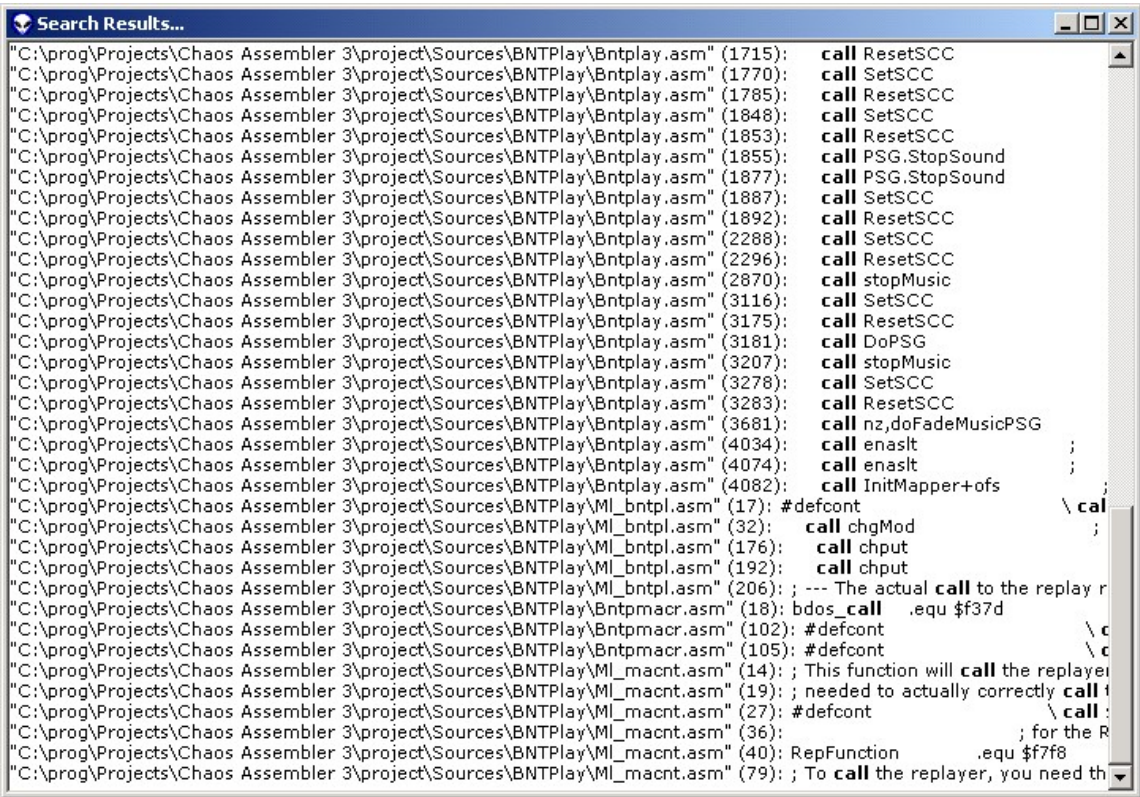 Search Results...
"C:\prog\Projects\Chaos Assembler 3\project\Sources\BNTPlay\Bntplay.asm" (1715): call ResetSCC
"C:\prog\Projects\Chaos Assembler 3\project\Sources\BNTPlay\Bntplay.asm" (1770): call SetSCC
"C:\prog\Projects\Chaos Assembler 3\project\Sources\BNTPlay\Bntplay.asm" (1785): call ResetSCC
"C:\prog\Projects\Chaos Assembler 3\project\Sources\BNTPlay\Bntplay.asm" (1848): call SetSCC
"C:\prog\Projects\Chaos Assembler 3\project\Sources\BNTPlay\Bntplay.asm" (1853): call ResetSCC
"C:\prog\Projects\Chaos Assembler 3\project\Sources\BNTPlay\Bntplay.asm" (1855): call PSG.StopSound
"C:\prog\Projects\Chaos Assembler 3\project\Sources\BNTPlay\Bntplay.asm" (1877): call PSG.StopSound
"C:\prog\Projects\Chaos Assembler 3\project\Sources\BNTPlay\Bntplay.asm" (1887): call SetSCC
"C:\prog\Projects\Chaos Assembler 3\project\Sources\BNTPlay\Bntplay.asm" (1892): call ResetSCC
"C:\prog\Projects\Chaos Assembler 3\project\Sources\BNTPlay\Bntplay.asm" (2288): call SetSCC
"C:\prog\Projects\Chaos Assembler 3\project\Sources\BNTPlay\Bntplay.asm" (2296): call ResetSCC
"C:\prog\Projects\Chaos Assembler 3\project\Sources\BNTPlay\Bntplay.asm" (2870): call stopMusic
"C:\prog\Projects\Chaos Assembler 3\project\Sources\BNTPlay\Bntplay.asm" (3116): call SetSCC
"C:\prog\Projects\Chaos Assembler 3\project\Sources\BNTPlay\Bntplay.asm" (3175): call ResetSCC
"C:\prog\Projects\Chaos Assembler 3\project\Sources\BNTPlay\Bntplay.asm" (3181): call DoPSG
"C:\prog\Projects\Chaos Assembler 3\project\Sources\BNTPlay\Bntplay.asm" (3207): call stopMusic
"C:\prog\Projects\Chaos Assembler 3\project\Sources\BNTPlay\Bntplay.asm" (3278): call SetSCC
"C:\prog\Projects\Chaos Assembler 3\project\Sources\BNTPlay\Bntplay.asm" (3283): call ResetSCC
"C:\prog\Projects\Chaos Assembler 3\project\Sources\BNTPlay\Bntplay.asm" (3681): call nz,doFadeMusicPSG
"C:\prog\Projects\Chaos Assembler 3\project\Sources\BNTPlay\Bntplay.asm" (4034): call enaslt ;
"C:\prog\Projects\Chaos Assembler 3\project\Sources\BNTPlay\Bntplay.asm" (4074): call enaslt ;
"C:\prog\Projects\Chaos Assembler 3\project\Sources\BNTPlay\Bntplay.asm" (4082): call InitMapper+ofs ;
"C:\prog\Projects\Chaos Assembler 3\project\Sources\BNTPlay\Ml_bntpl.asm" (17): #defcont \ cal
"C:\prog\Projects\Chaos Assembler 3\project\Sources\BNTPlay\Ml_bntpl.asm" (32): call chgMod ;
"C:\prog\Projects\Chaos Assembler 3\project\Sources\BNTPlay\Ml_bntpl.asm" (176): call chput
"C:\prog\Projects\Chaos Assembler 3\project\Sources\BNTPlay\Ml_bntpl.asm" (192): call chput
"C:\prog\Projects\Chaos Assembler 3\project\Sources\BNTPlay\Ml_bntpl.asm" (206): ; --- The actual call to the replay r
"C:\prog\Projects\Chaos Assembler 3\project\Sources\BNTPlay\Bntpmacr.asm" (18): bdos_call .equ $f37d
"C:\prog\Projects\Chaos Assembler 3\project\Sources\BNTPlay\Bntpmacr.asm" (102): #defcont \ c
"C:\prog\Projects\Chaos Assembler 3\project\Sources\BNTPlay\Bntpmacr.asm" (105): #defcont \ c
"C:\prog\Projects\Chaos Assembler 3\project\Sources\BNTPlay\Ml_macnt.asm" (14): ; This function will call the replayer
"C:\prog\Projects\Chaos Assembler 3\project\Sources\BNTPlay\Ml_macnt.asm" (19): ; needed to actually correctly call
"C:\prog\Projects\Chaos Assembler 3\project\Sources\BNTPlay\Ml_macnt.asm" (27): #defcont \ call
"C:\prog\Projects\Chaos Assembler 3\project\Sources\BNTPlay\Ml_macnt.asm" (36): ; for the R
"C:\prog\Projects\Chaos Assembler 3\project\Sources\BNTPlay\Ml_macnt.asm" (40): RepFunction .equ $f7f8
"C:\prog\Projects\Chaos Assembler 3\project\Sources\BNTPlay\Ml_macnt.asm" (79): ; To call the replayer, you need th